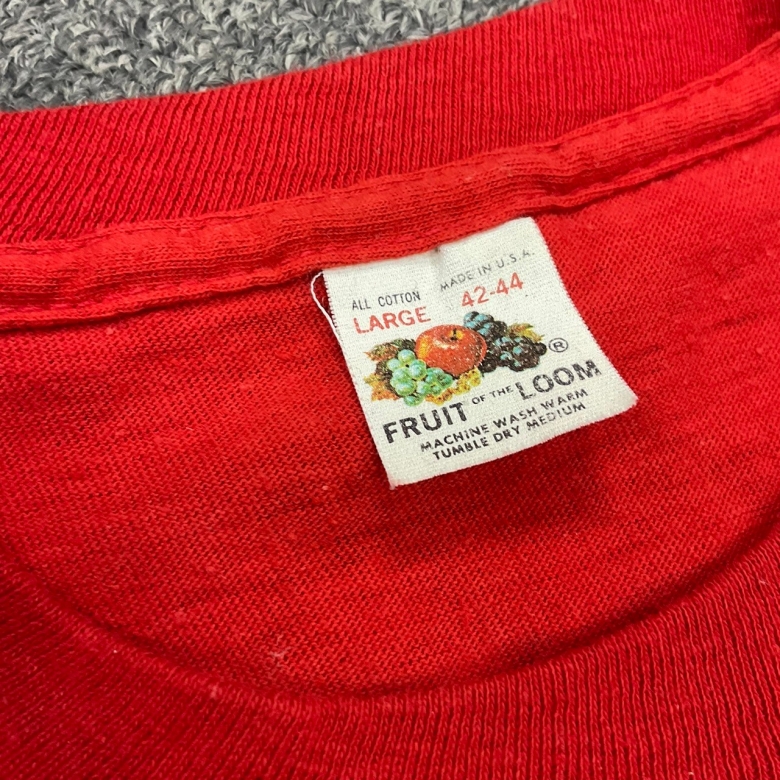 ALL COTTON MADE IN U.S.A.
LARGE 42-44
®
FRUIT OF THE LOOM
MACHINE WASH WARM
TUMBLE DRY MEDIUM